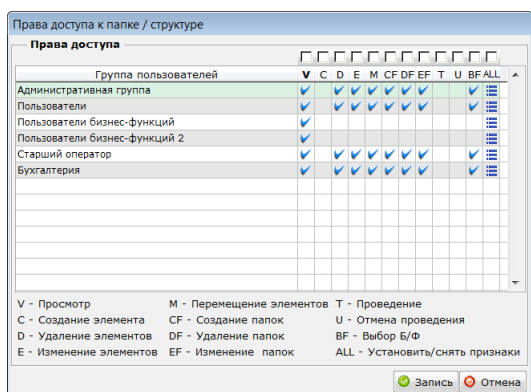 Права доступа к папке / структуре
Права доступа
Группа пользователей V C D E M CF DF EF T U BF ALL
Административная группа
Пользователи
Пользователи бизнес-функций
Пользователи бизнес-функций 2
Старший оператор
Бухгалтерия
V - Просмотр M - Перемещение элементов T - Проведение
C - Создание элемента CF - Создание папок U - Отмена проведения
D - Удаление элементов DF - Удаление папок BF - Выбор Б/Ф
E - Изменение элементов EF - Изменение папок ALL - Установить/снять признаки
Запись Отмена